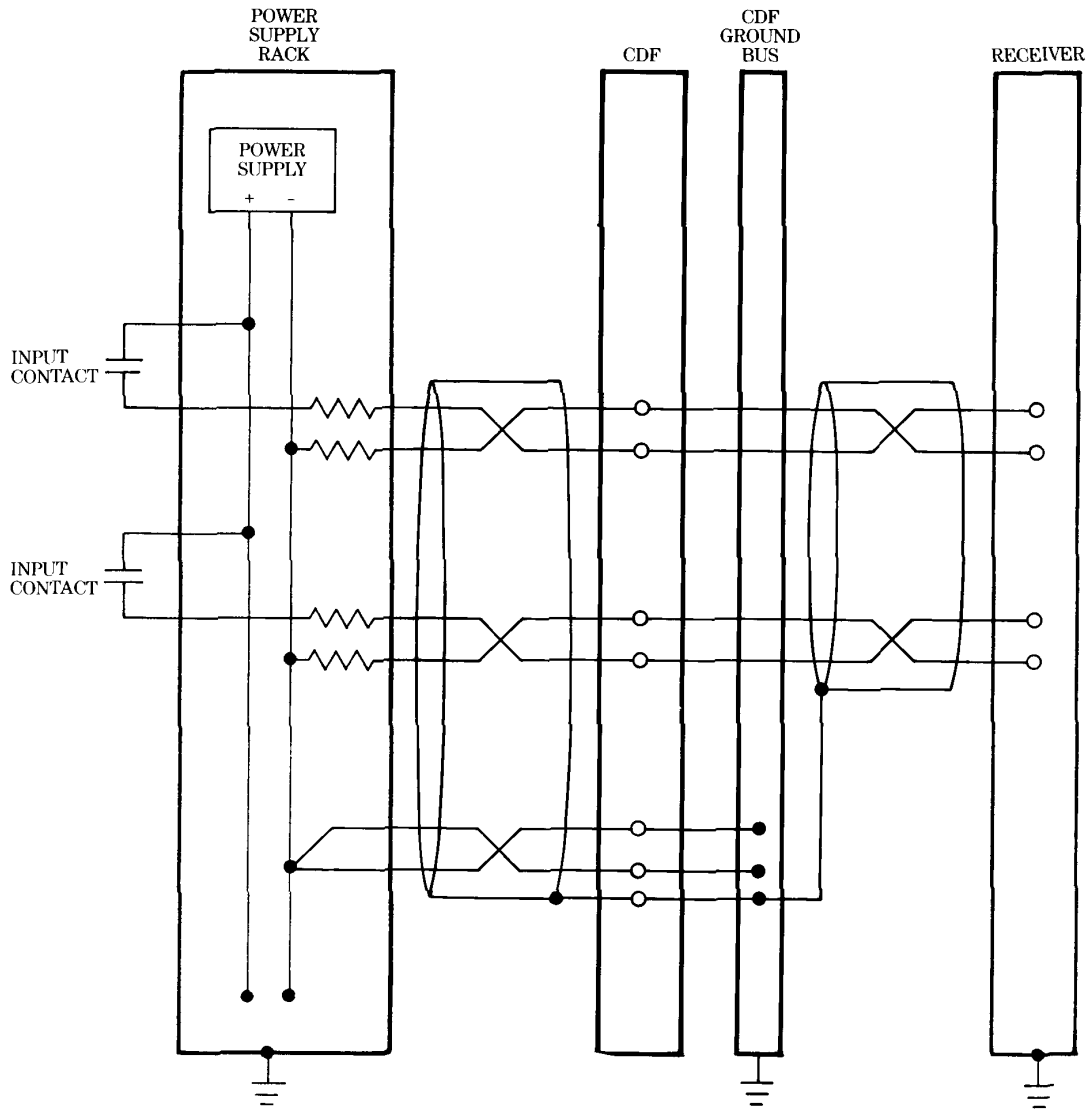 POWER
SUPPLY
RACK
CDF
CDF
GROUND
BUS
RECEIVER
POWER
SUPPLY
+ -
INPUT
CONTACT
INPUT
CONTACT